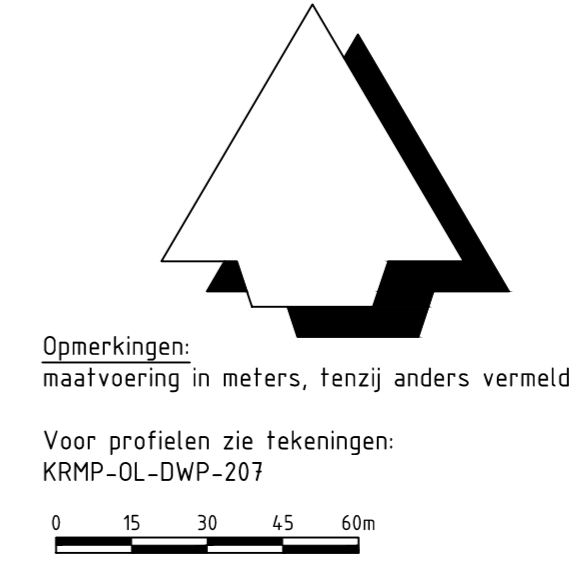 Opmerkingen:
maatvoering in meters, tenzij anders vermeld
Voor profielen zie tekeningen:
KRMP-OL-DWP-207
0 15 30 45 60m